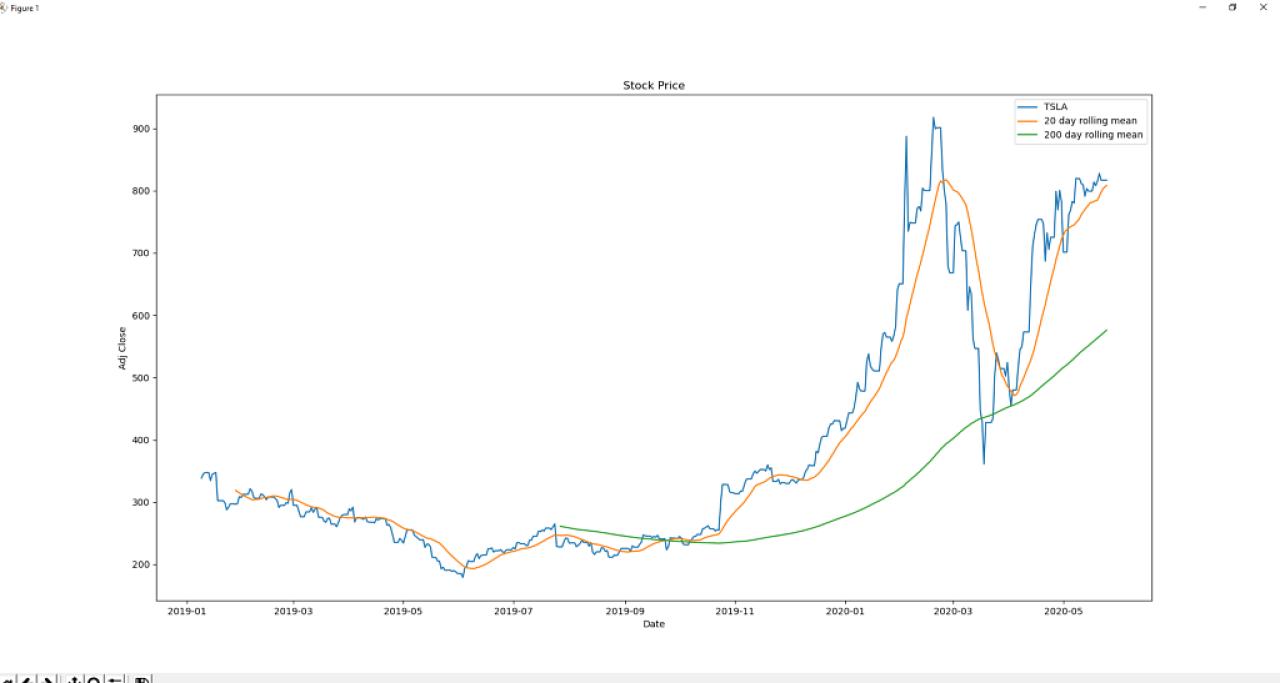 Figure 1
Stock Price
TSLA
20 day rolling mean
200 day rolling mean
900
800
700
600
500
400
300
200
Adj Close
2019-01 2019-03 2019-05 2019-07 2019-09 2019-11 2020-01 2020-03 2020-05
Date